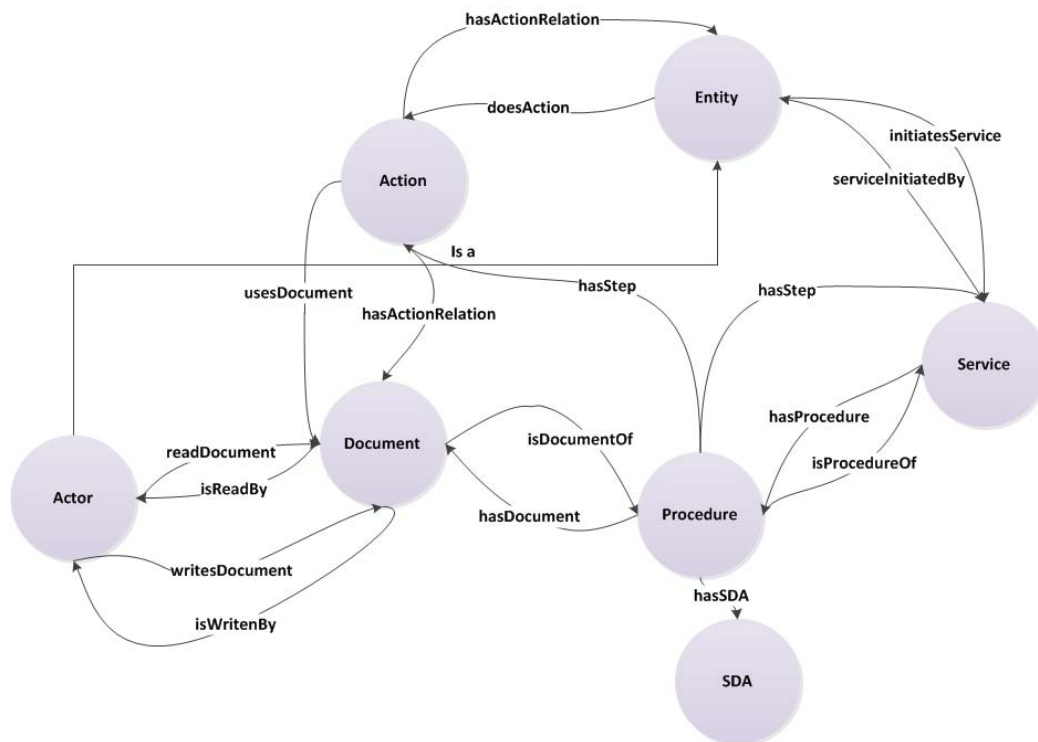 hasActionRelation
Entity
doesAction
initiatesService
serviceInitiatedBy
Action
Is a
usesDocument
hasStep
hasStep
hasActionRelation
Service
hasProcedure
Document
isDocumentOf
readDocument
isProcedureOf
isReadBy
Actor
hasDocument
Procedure
writesDocument
hasSDA
isWritenBy
SDA